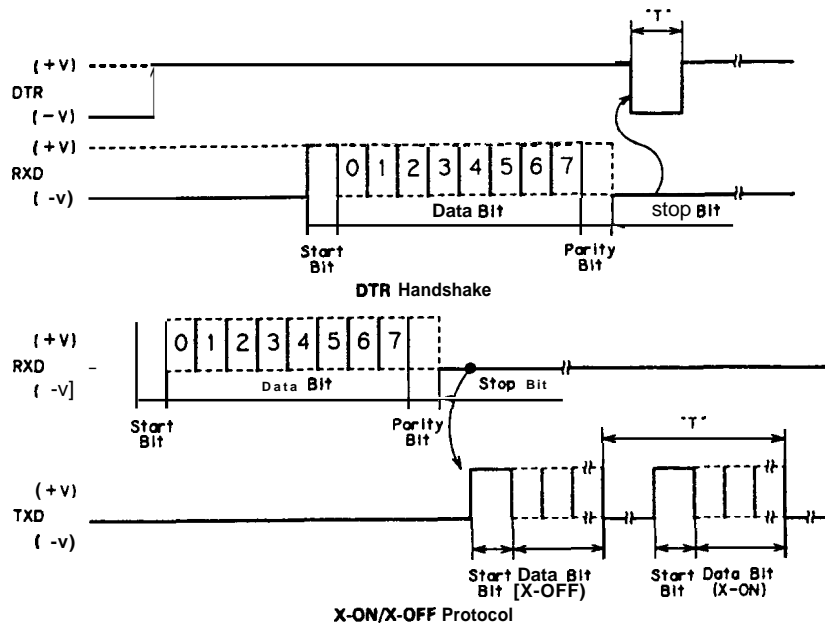 "T"
(+V)
DTR
(-V)
(+V)
RXD
( -v)
0 1 2 3 4 5 6 7
Data Bit
stop Bit
Start
Bit
Parity
Bit
DTR Handshake
(+V)
RXD
( -V]
0 1 2 3 4 5 6 7
Data Bit
Stop Bit
Start
Bit
Parity
Bit
"T"
(+V)
TXD
( -v)
Start
Bit
Data Bit
[X-OFF)
Start
Bit
Data Bit
(X-ON)
X-ON/X-OFF Protocol